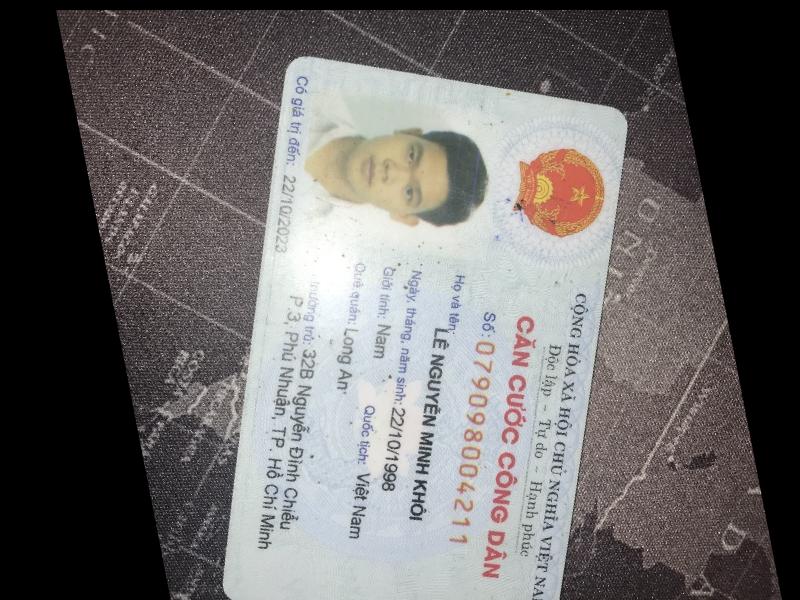 CỘNG HÒA XÃ HỘI CHỦ NGHĨA VIỆT NA
Độc lập - Tự do - Hạnh phúc
CĂN CƯỚC CÔNG DÂN
Số: 079098004211
Họ và tên:
LÊ NGUYỄN MINH KHÔI
Ngày, tháng, năm sinh: 22/10/1998
Giới tính: Nam Quốc tịch: Việt Nam
Quê quán: Long An
trường trú: 32B Nguyễn Đình Chiểu
P.3, Phú Nhuận, TP. Hồ Chí Minh
Có giá trị đến: 22/10/2023